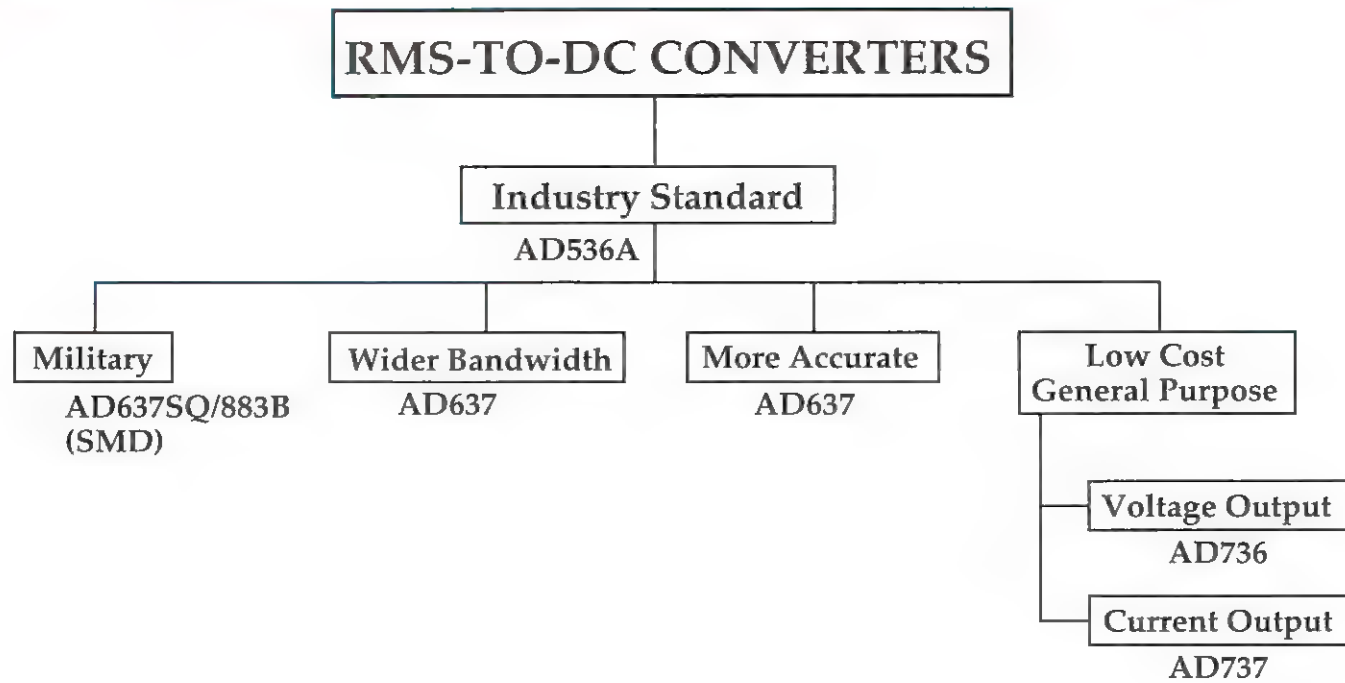 RMS-TO-DC CONVERTERS
Industry Standard
AD536A
Military
AD637SQ/883B
(SMD)
Wider Bandwidth
AD637
More Accurate
AD637
Low Cost
General Purpose
Voltage Output
AD736
Current Output
AD737